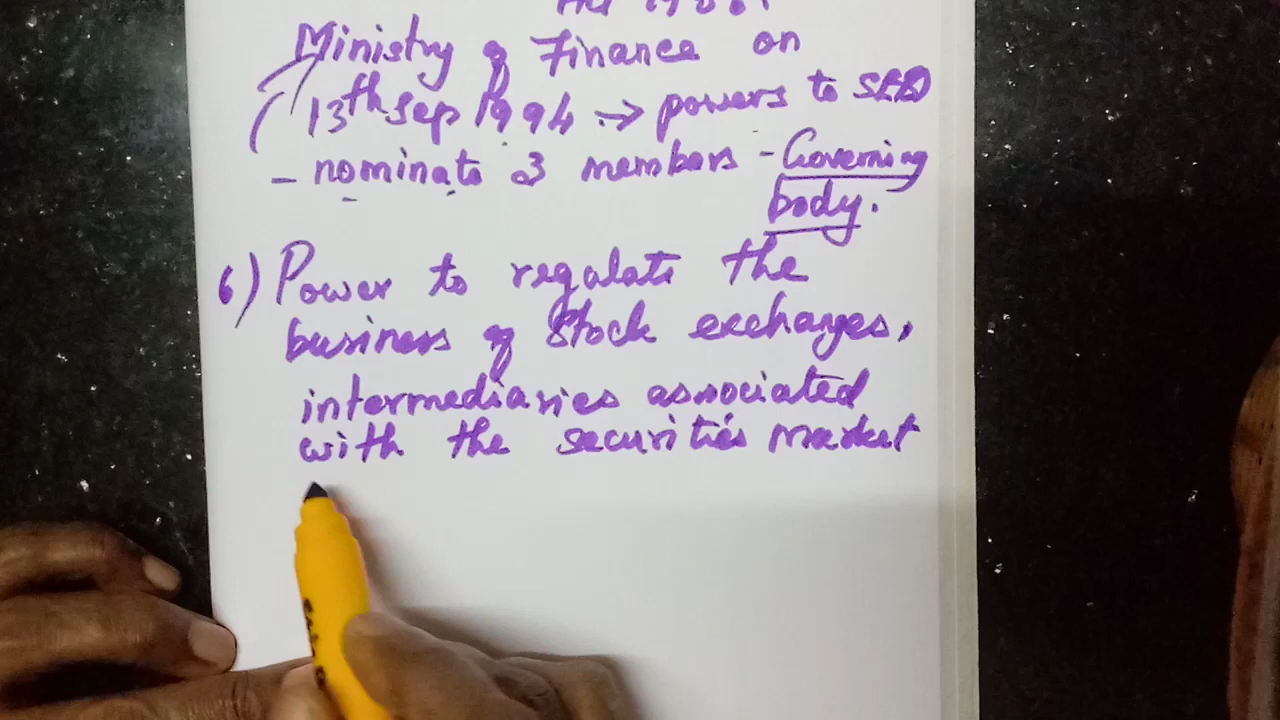 Ministry of Finance on
13th Sep 1994 → powers to SEBI
- nominate 3 members - Governing
body.
6) Power to regulate the
business of Stock exchanges,
intermediaries associated
with the securities market